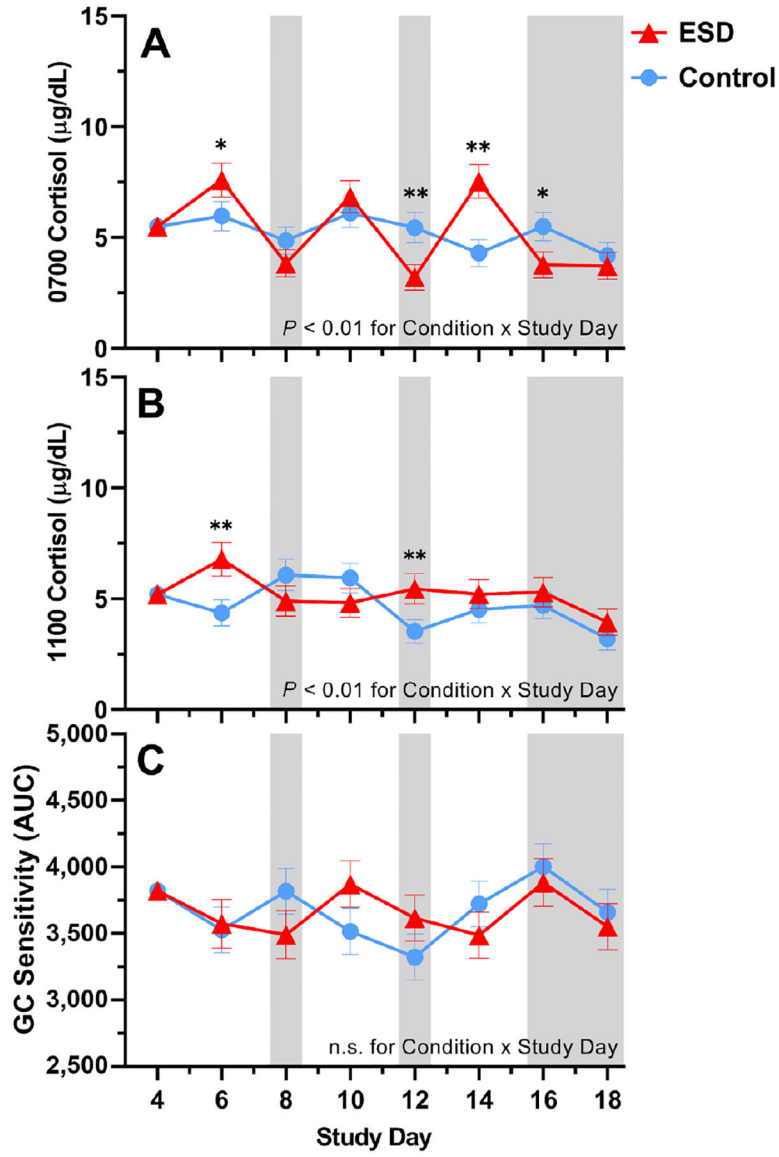 A
ESD
Control
0700 Cortisol (µg/dL)
15
10
5
0
*
**
**
*
P < 0.01 for Condition x Study Day
B
1100 Cortisol (µg/dL)
15
10
5
0
**
**
P < 0.01 for Condition x Study Day
C
GC Sensitivity (AUC)
5,000
4,500
4,000
3,500
3,000
2,500
n.s. for Condition x Study Day
4 6 8 10 12 14 16 18
Study Day